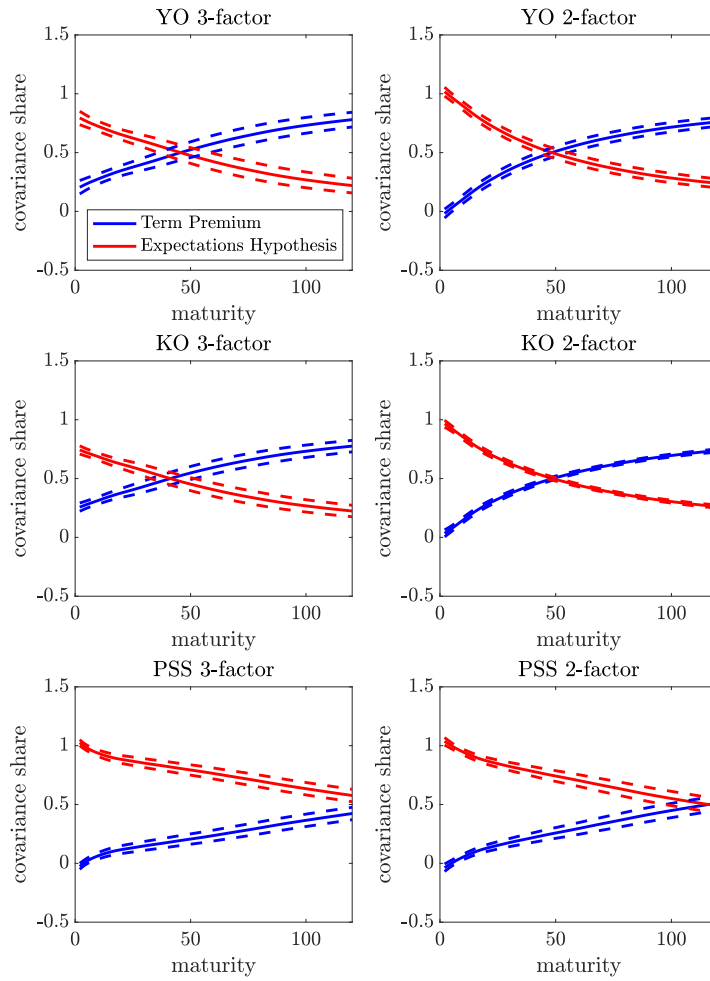 YO 3-factor
1.5
1
0.5
0
-0.5
0
50
100
covariance share
maturity
Term Premium
Expectations Hypothesis
YO 2-factor
1.5
1
0.5
0
-0.5
0
50
100
covariance share
maturity
KO 3-factor
1.5
1
0.5
0
-0.5
0
50
100
covariance share
maturity
KO 2-factor
1.5
1
0.5
0
-0.5
0
50
100
covariance share
maturity
PSS 3-factor
1.5
1
0.5
0
-0.5
0
50
100
covariance share
maturity
PSS 2-factor
1.5
1
0.5
0
-0.5
0
50
100
covariance share
maturity